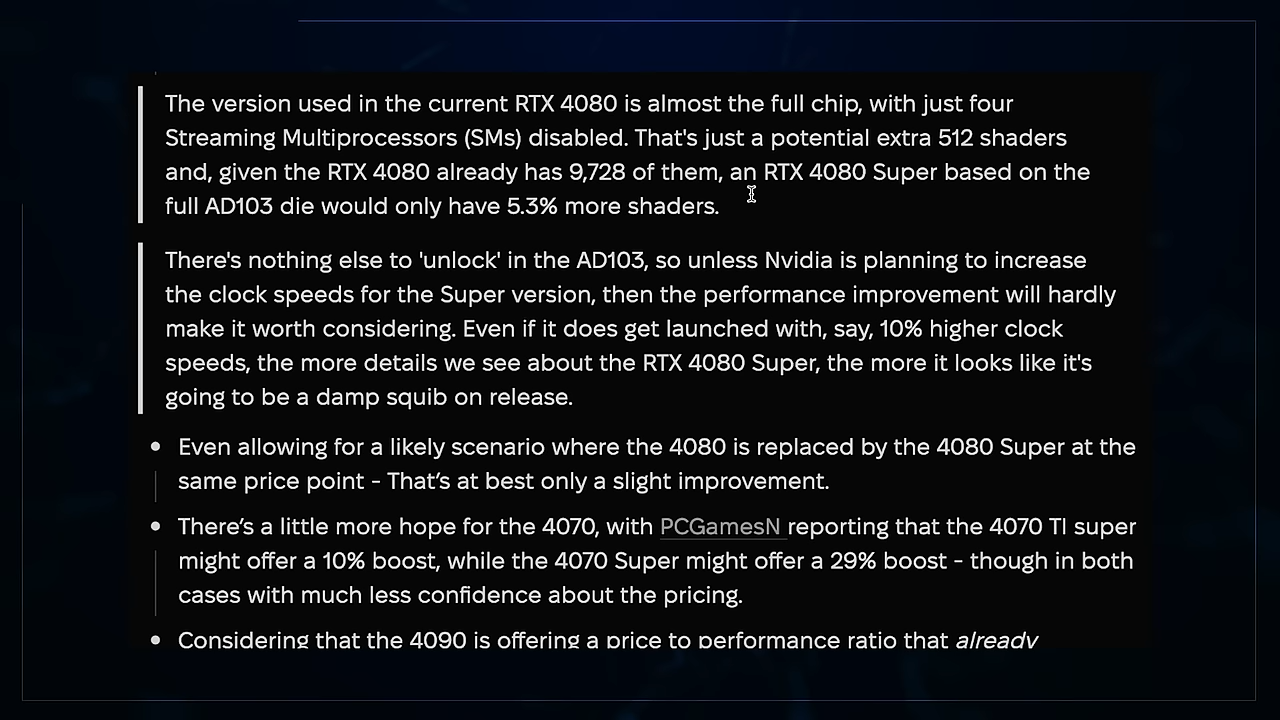 The version used in the current RTX 4080 is almost the full chip, with just four
Streaming Multiprocessors (SMs) disabled. That's just a potential extra 512 shaders
and, given the RTX 4080 already has 9,728 of them, an RTX 4080 Super based on the
full AD103 die would only have 5.3% more shaders.
There's nothing else to 'unlock' in the AD103, so unless Nvidia is planning to increase
the clock speeds for the Super version, then the performance improvement will hardly
make it worth considering. Even if it does get launched with, say, 10% higher clock
speeds, the more details we see about the RTX 4080 Super, the more it looks like it's
going to be a damp squib on release.
• Even allowing for a likely scenario where the 4080 is replaced by the 4080 Super at the
same price point - That’s at best only a slight improvement.
• There’s a little more hope for the 4070, with PCGamesN reporting that the 4070 TI super
might offer a 10% boost, while the 4070 Super might offer a 29% boost - though in both
cases with much less confidence about the pricing.
• Considering that the 4090 is offering a price to performance ratio that already